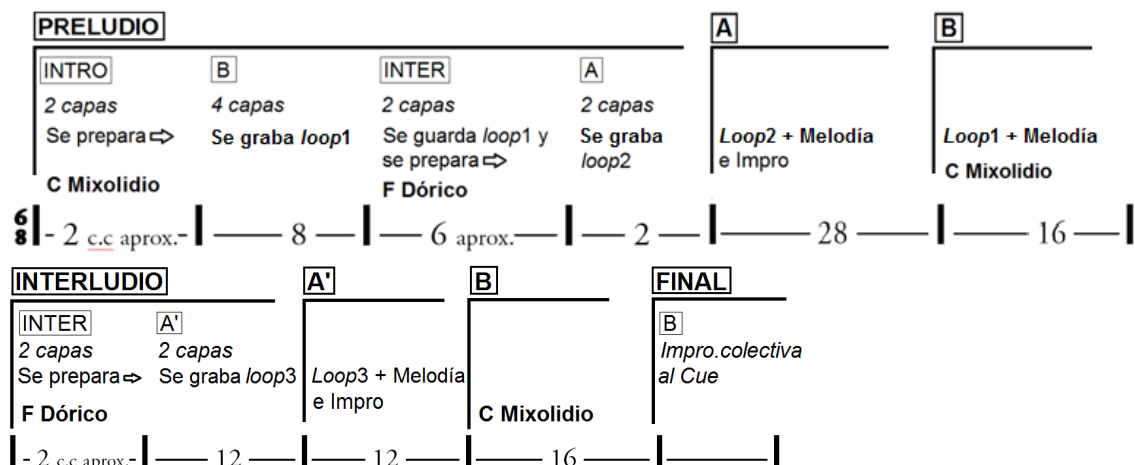 PRELUDIO A B
INTRO B INTER A
2 capas 4 capas 2 capas 2 capas
Se prepara⇨ Se graba loop1 Se guarda loop1 y Se graba Loop2 + Melodía Loop1 + Melodía
se prepara⇨ loop2 e Impro
C Mixolidio F Dórico C Mixolidio
6
8 - 2 c.c aprox.- 8 6 aprox. 2 28 16
INTERLUDIO A' B FINAL
INTER A' B
2 capas 2 capas Impro.colectiva
Se prepara⇨ Se graba loop3 Loop3 + Melodía al Cue
e Impro
F Dórico C Mixolidio
- 2 c.c aprox.- 12 12 16